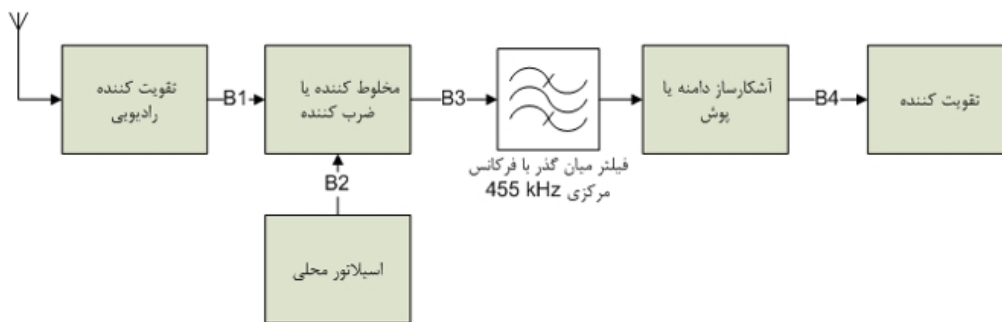 تقویت کننده
رادیویی
B1
مخلوط کننده یا
ضرب کننده
B3
فیلتر میان گذر با فرکانس
مرکزی 455 kHz
آشکارساز دامنه یا
پوش
B4
تقویت کننده
B2
اسیلاتور محلی